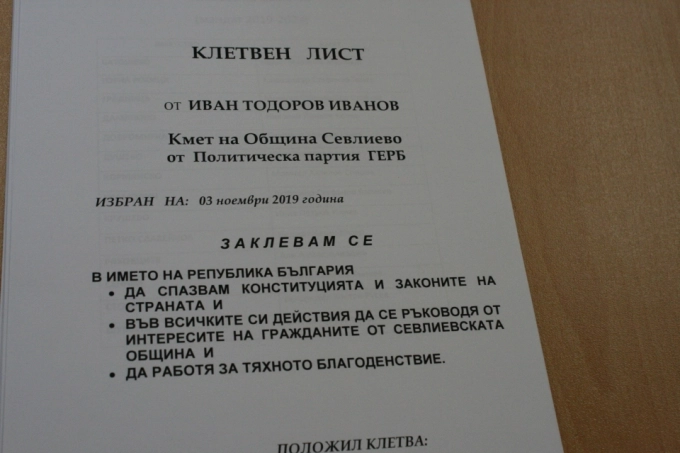 КЛЕТВЕН ЛИСТ
от ИВАН ТОДОРОВ ИВАНОВ
Кмет на Община Севлиево
от Политическа партия ГЕРБ
ИЗБРАН НА: 03 ноември 2019 година
ЗАКЛЕВАМ СЕ
В ИМЕТО НА РЕПУБЛИКА БЪЛГАРИЯ
• ДА СПАЗВАМ КОНСТИТУЦИЯТА И ЗАКОНИТЕ НА
СТРАНАТА И
• ВЪВ ВСИЧКИТЕ СИ ДЕЙСТВИЯ ДА СЕ РЪКОВОДЯ ОТ
ИНТЕРЕСИТЕ НА ГРАЖДАНИТЕ ОТ СЕВЛИЕВСКАТА
ОБЩИНА И
• ДА РАБОТЯ ЗА ТЯХНОТО БЛАГОДЕНСТВИЕ.
ПОЛОЖИЛ КЛЕТВА: